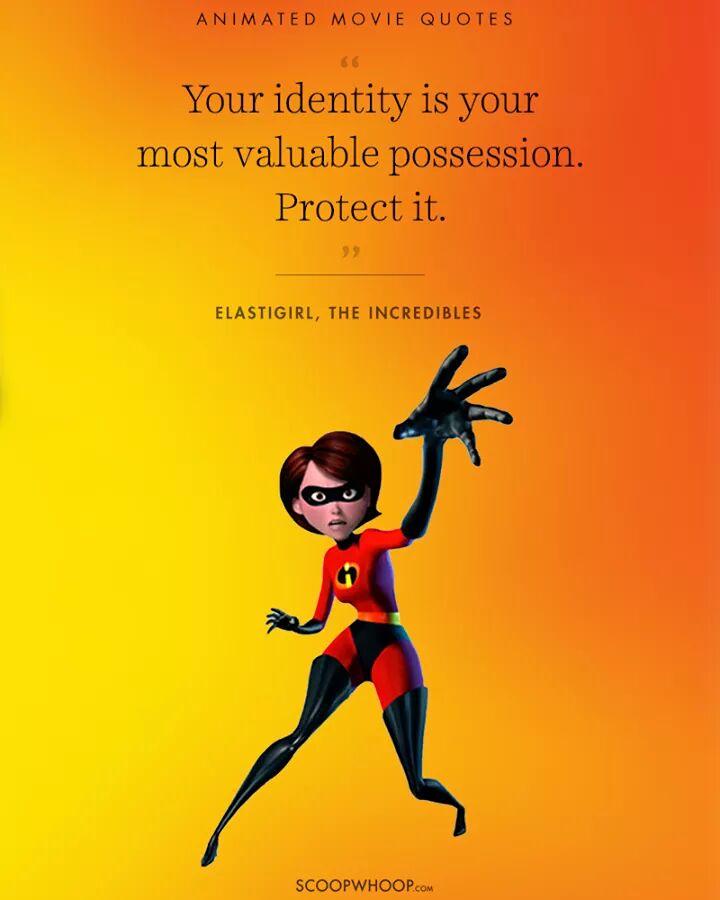 ANIMATED MOVIE QUOTES
“
Your identity is your
most valuable possession.
Protect it.
”
ELASTIGIRL, THE INCREDIBLES
SCOOPWHOOP.COM